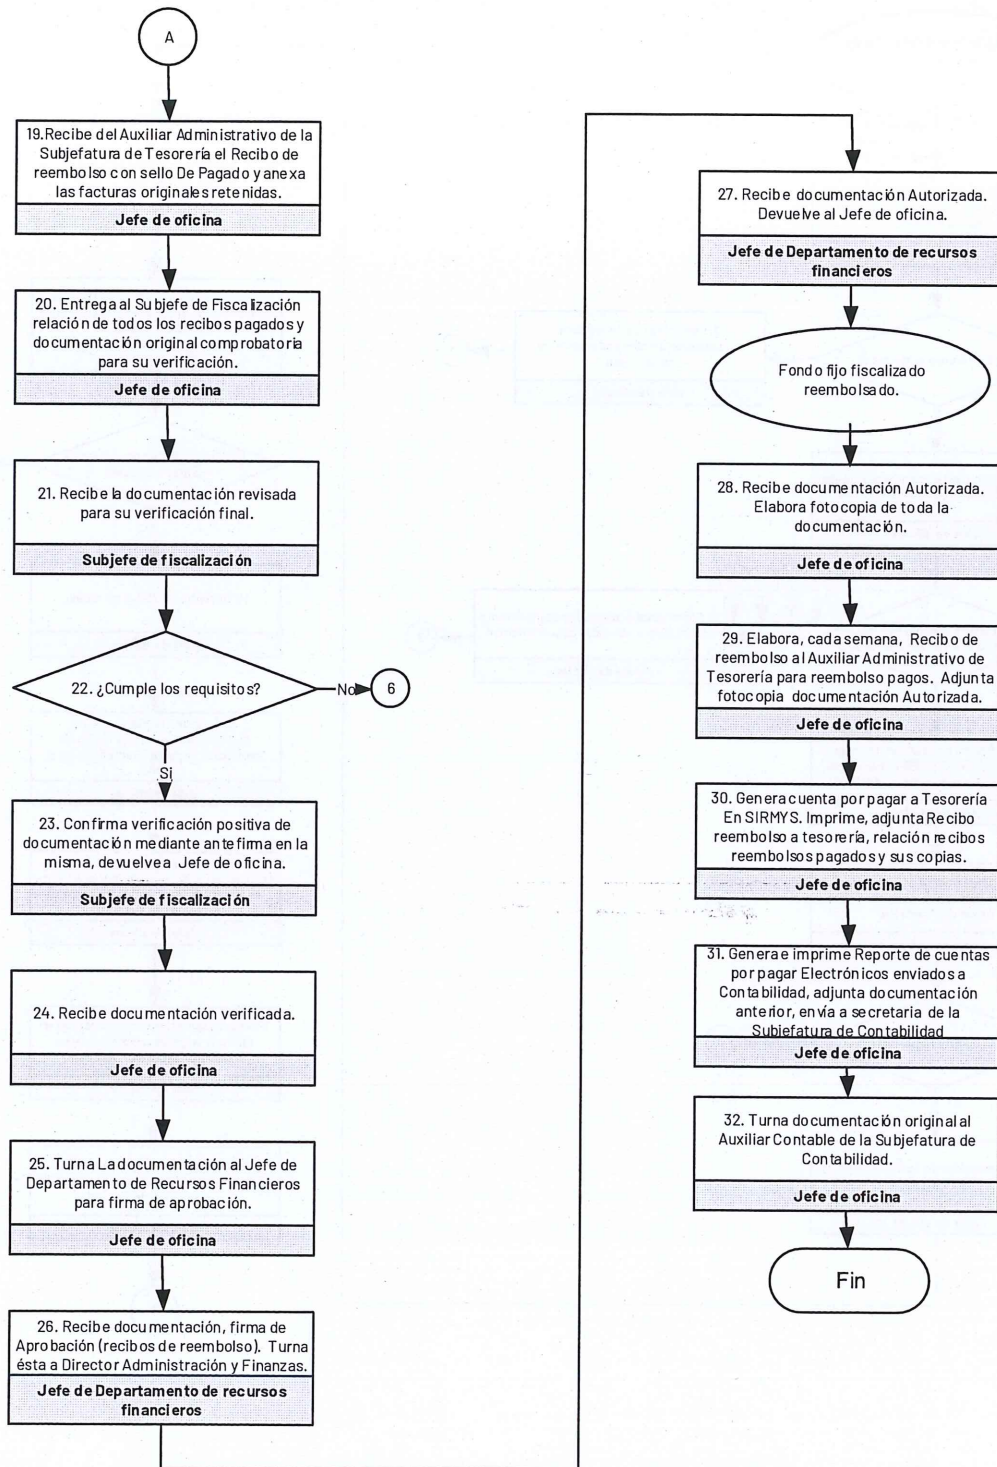 A
19.Recibe del Auxiliar Administrativo de la
Subjefatura de Tesorería el Recibo de
reembolso con sello De Pagado y anexa
las facturas originales retenidas.
Jefe de oficina
20. Entrega al Subjefe de Fiscalización
relación de todos los recibos pagados y
documentación original comprobatoria
para su verificación.
Jefe de oficina
21. Recibe la documentación revisada
para su verificación final.
Subjefe de fiscalización
22. ¿Cumple los requisitos?
No
6
Si
23. Confirma verificación positiva de
documentación mediante antefirma en la
misma, devuelve a Jefe de oficina.
Subjefe de fiscalización
24. Recibe documentación verificada.
Jefe de oficina
25. Turna La documentación al Jefe de
Departamento de Recursos Financieros
para firma de aprobación.
Jefe de oficina
26. Recibe documentación, firma de
Aprobación (recibos de reembolso). Turna
ésta a Director Administración y Finanzas.
Jefe de Departamento de recursos
financieros
27. Recibe documentación Autorizada.
Devuelve al Jefe de oficina.
Jefe de Departamento de recursos
financieros
Fondo fijo fiscalizado
reembolsado.
28. Recibe documentación Autorizada.
Elabora fotocopia de toda la
documentación.
Jefe de oficina
29. Elabora, cada semana, Recibo de
reembolso al Auxiliar Administrativo de
Tesorería para reembolso pagos. Adjunta
fotocopia documentación Autorizada.
Jefe de oficina
30. Genera cuenta por pagar a Tesorería
En SIRMYS. Imprime, adjunta Recibo
reembolso a tesorería, relación recibos
reembolsos pagados y sus copias.
Jefe de oficina
31. Genera e imprime Reporte de cuentas
por pagar Electrónicos enviados a
Contabilidad, adjunta documentación
anterior, envía a secretaria de la
Subjefatura de Contabilidad
Jefe de oficina
32. Turna documentación original al
Auxiliar Contable de la Subjefatura de
Contabilidad.
Jefe de oficina
Fin